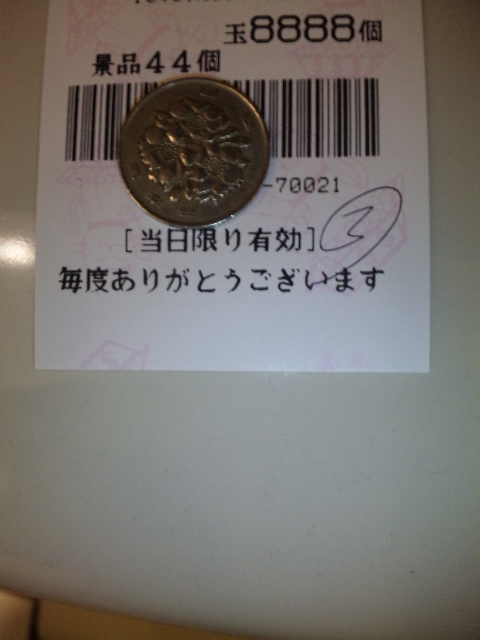 玉8888個
景品44個
-70021
[当日限り有効]
毎度ありがとうございます